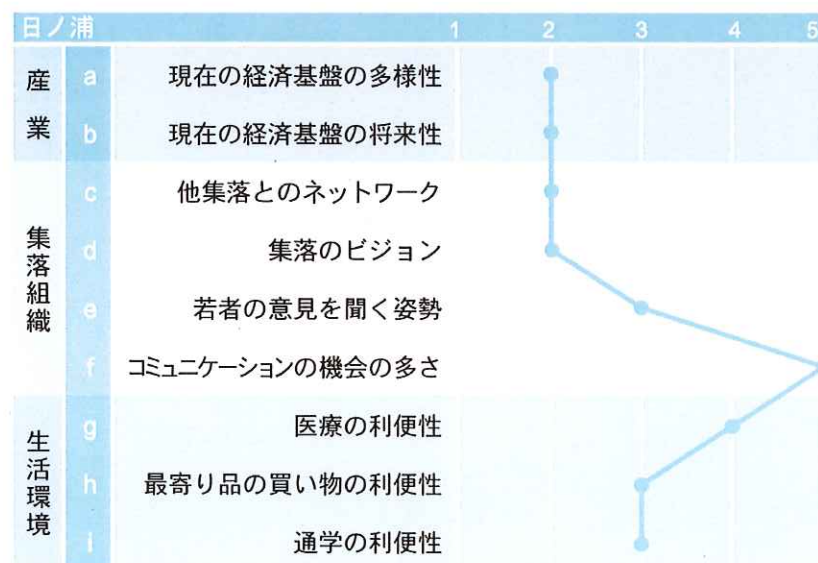 日ノ浦 1 2 3 4 5
産業
a 現在の経済基盤の多様性
b 現在の経済基盤の将来性
集落組織
c 他集落とのネットワーク
d 集落のビジョン
e 若者の意見を聞く姿勢
f コミュニケーションの機会の多さ
生活環境
g 医療の利便性
h 最寄り品の買い物の利便性
i 通学の利便性